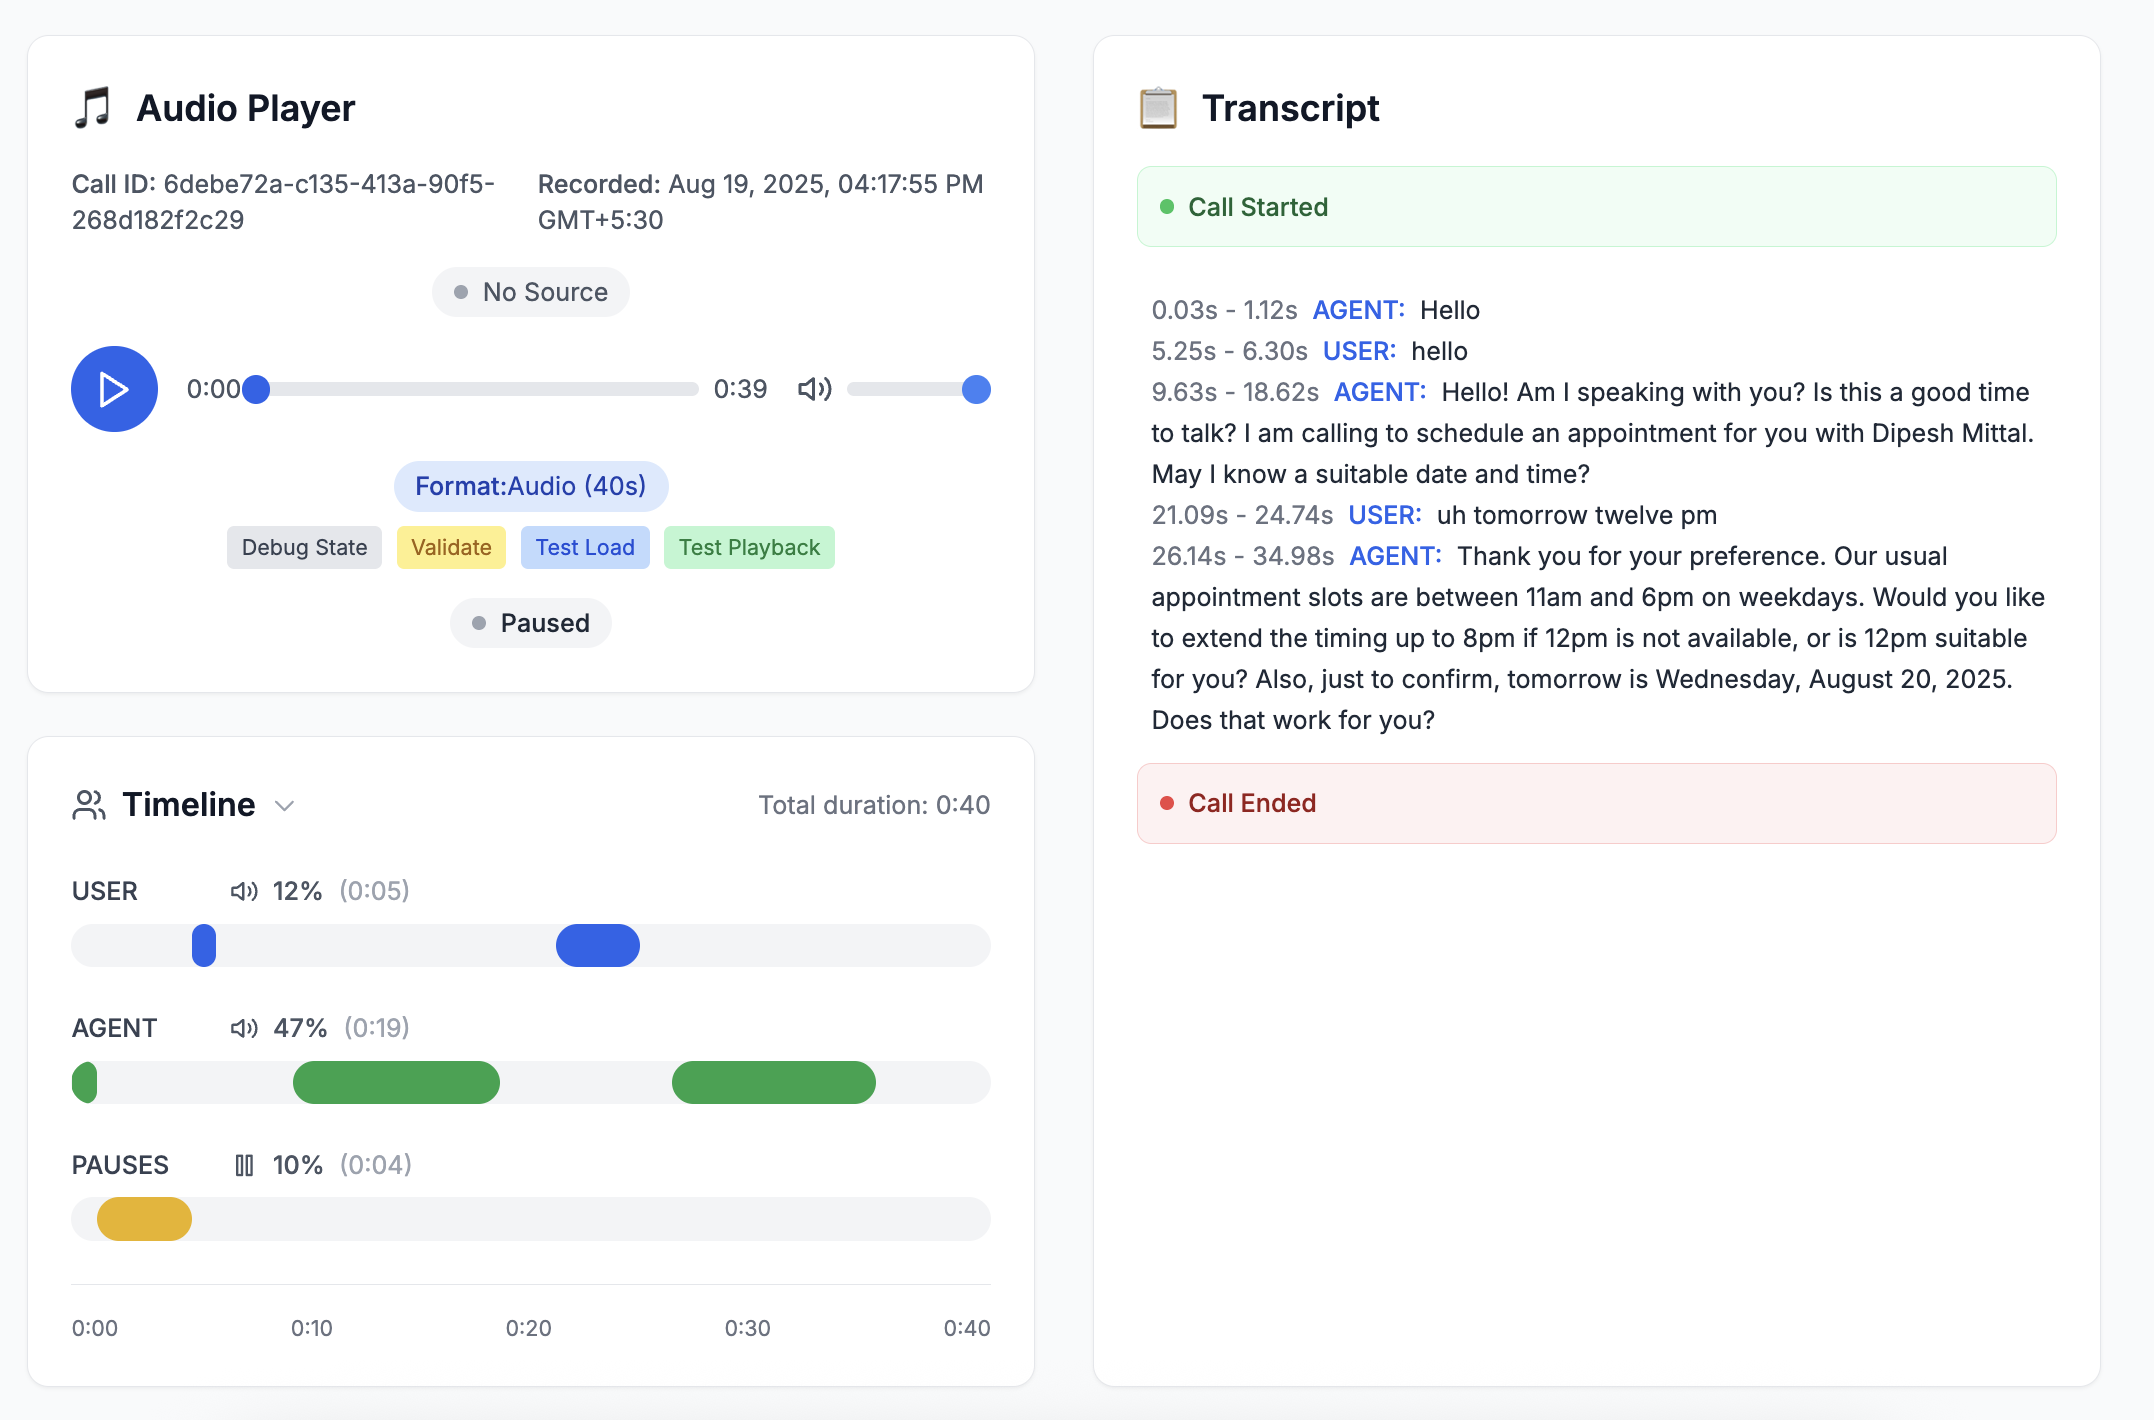 Audio Player
Call ID: 6debe72a-c135-413a-90f5-
268d182f2c29
Recorded: Aug 19, 2025, 04:17:55 PM
GMT+5:30
No Source
0:00
0:39
Format:Audio (40s)
Debug State
Validate
Test Load
Test Playback
Paused
Timeline
Total duration: 0:40
USER
12% (0:05)
AGENT
47% (0:19)
PAUSES
10% (0:04)
0:00
0:10
0:20
0:30
0:40
Transcript
Call Started
0.03s - 1.12s AGENT: Hello
5.25s - 6.30s USER: hello
9.63s - 18.62s AGENT: Hello! Am I speaking with you? Is this a good time
to talk? I am calling to schedule an appointment for you with Dipesh Mittal.
May I know a suitable date and time?
21.09s - 24.74s USER: uh tomorrow twelve pm
26.14s - 34.98s AGENT: Thank you for your preference. Our usual
appointment slots are between 11am and 6pm on weekdays. Would you like
to extend the timing up to 8pm if 12pm is not available, or is 12pm suitable
for you? Also, just to confirm, tomorrow is Wednesday, August 20, 2025.
Does that work for you?
Call Ended